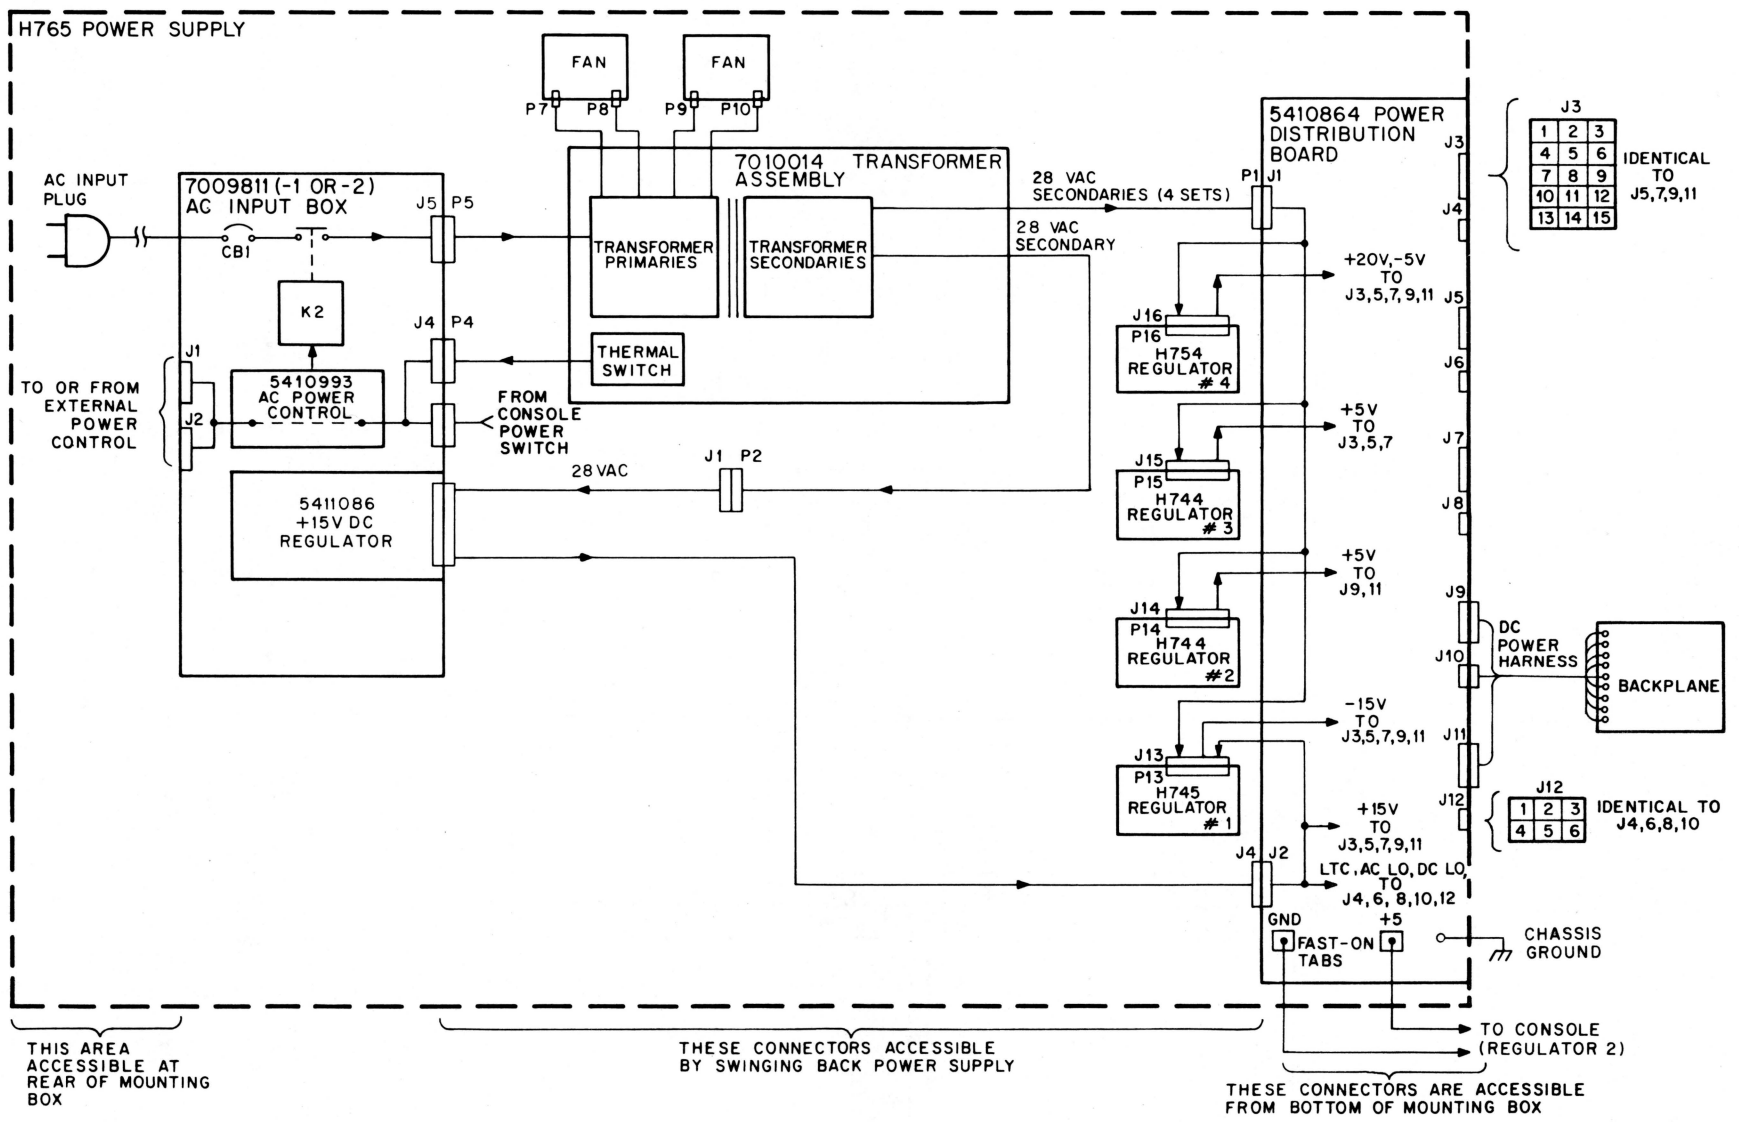 H765 POWER SUPPLY
FAN
FAN
P7
P8
P9
P10
AC INPUT
PLUG
7009811 (-1 OR -2)
AC INPUT BOX
CB1
K2
J5 P5
J4 P4
J1
J2
TO OR FROM
EXTERNAL
POWER
CONTROL
5410993
AC POWER
CONTROL
FROM
CONSOLE
POWER
SWITCH
5411086
+15V DC
REGULATOR
28 VAC
J1 P2
7010014 TRANSFORMER
ASSEMBLY
TRANSFORMER
PRIMARIES
TRANSFORMER
SECONDARIES
THERMAL
SWITCH
28 VAC
SECONDARIES (4 SETS)
28 VAC
SECONDARY
P1 J1
5410864 POWER
DISTRIBUTION
BOARD
J16
P16
H754
REGULATOR
#4
+20V,-5V
TO
J3,5,7,9,11
J15
P15
H744
REGULATOR
#3
+5V
TO
J3,5,7
J14
P14
H744
REGULATOR
#2
+5V
TO
J9,11
J13
P13
H745
REGULATOR
#1
-15V
TO
J3,5,7,9,11
+15V
TO
J3,5,7,9,11
J4 J2
LTC, AC LO, DC LO,
TO
J4,6,8,10,12
GND
+5
FAST-ON
TABS
J3
J4
J5
J6
J7
J8
J9
J10
J11
J12
J3
1 2 3
4 5 6
7 8 9
10 11 12
13 14 15
IDENTICAL
TO
J5,7,9,11
DC
POWER
HARNESS
BACKPLANE
J12
1 2 3
4 5 6
IDENTICAL TO
J4,6,8,10
CHASSIS
GROUND
TO CONSOLE
(REGULATOR 2)
THIS AREA
ACCESSIBLE AT
REAR OF MOUNTING
BOX
THESE CONNECTORS ACCESSIBLE
BY SWINGING BACK POWER SUPPLY
THESE CONNECTORS ARE ACCESSIBLE
FROM BOTTOM OF MOUNTING BOX